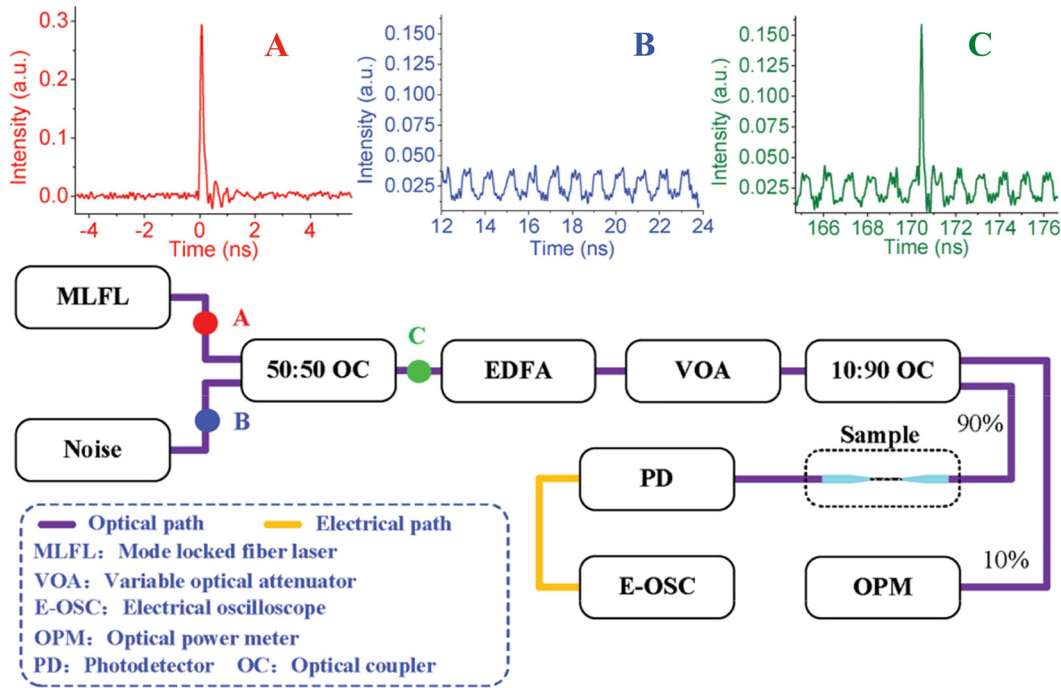 A
Intensity (a.u.)
0.3
0.2
0.1
0.0
-4 -2 0 2 4
Time (ns)
B
Intensity (a.u.)
0.150
0.125
0.100
0.075
0.050
0.025
12 14 16 18 20 22 24
Time (ns)
C
Intensity (a.u.)
0.150
0.125
0.100
0.075
0.050
0.025
166 168 170 172 174 176
Time (ns)
MLFL
A
Noise
B
50:50 OC
C
EDFA
VOA
10:90 OC
90%
10%
Sample
PD
E-OSC
OPM
Optical path Electrical path
MLFL: Mode locked fiber laser
VOA: Variable optical attenuator
E-OSC: Electrical oscilloscope
OPM: Optical power meter
PD: Photodetector OC: Optical coupler